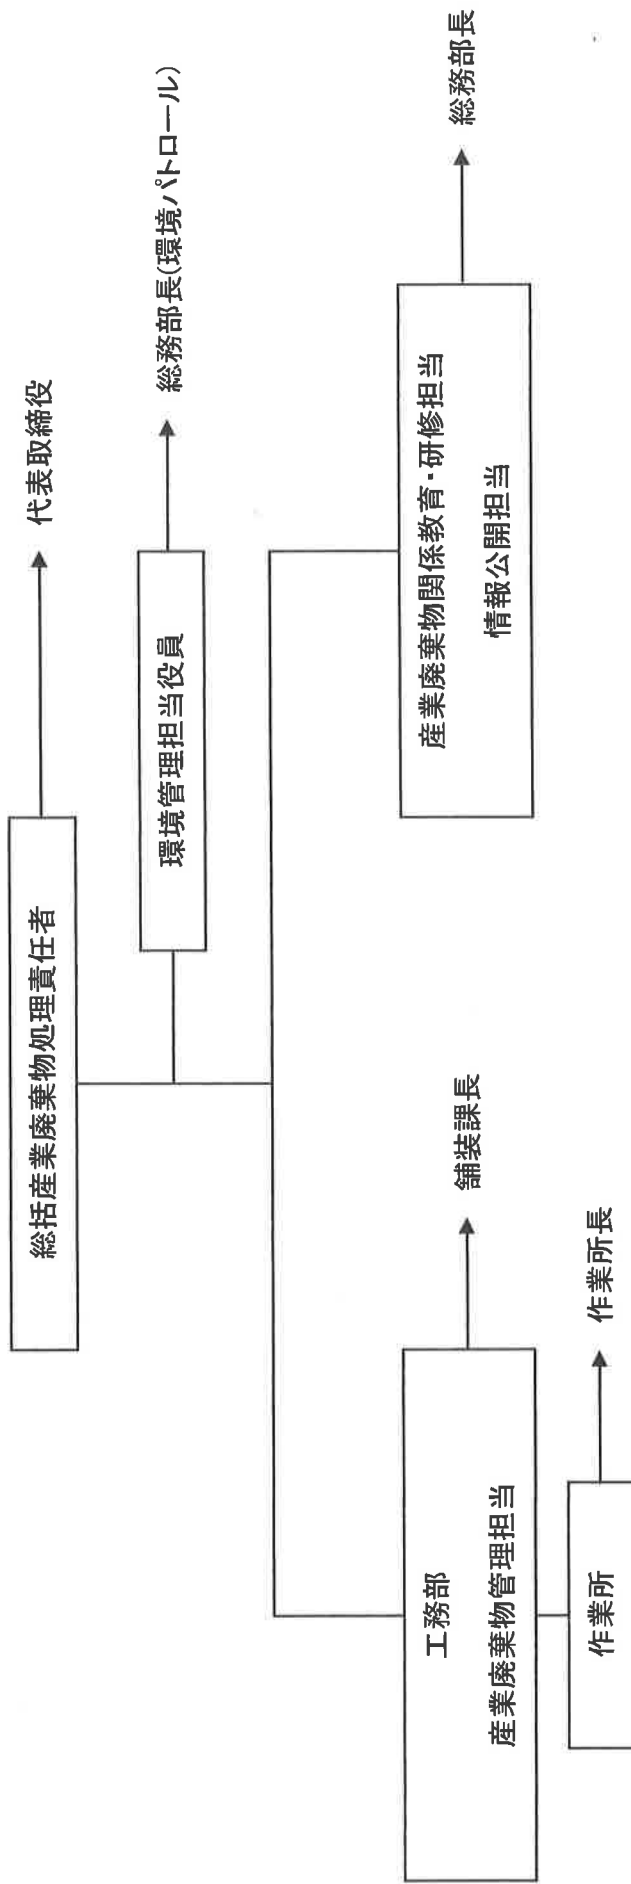 総括産業廃棄物処理責任者
代表取締役
環境管理担当役員
総務部長(環境パトロール)
工務部
産業廃棄物管理担当
舗装課長
産業廃棄物関係教育・研修担当
情報公開担当
総務部長
作業所
作業所長